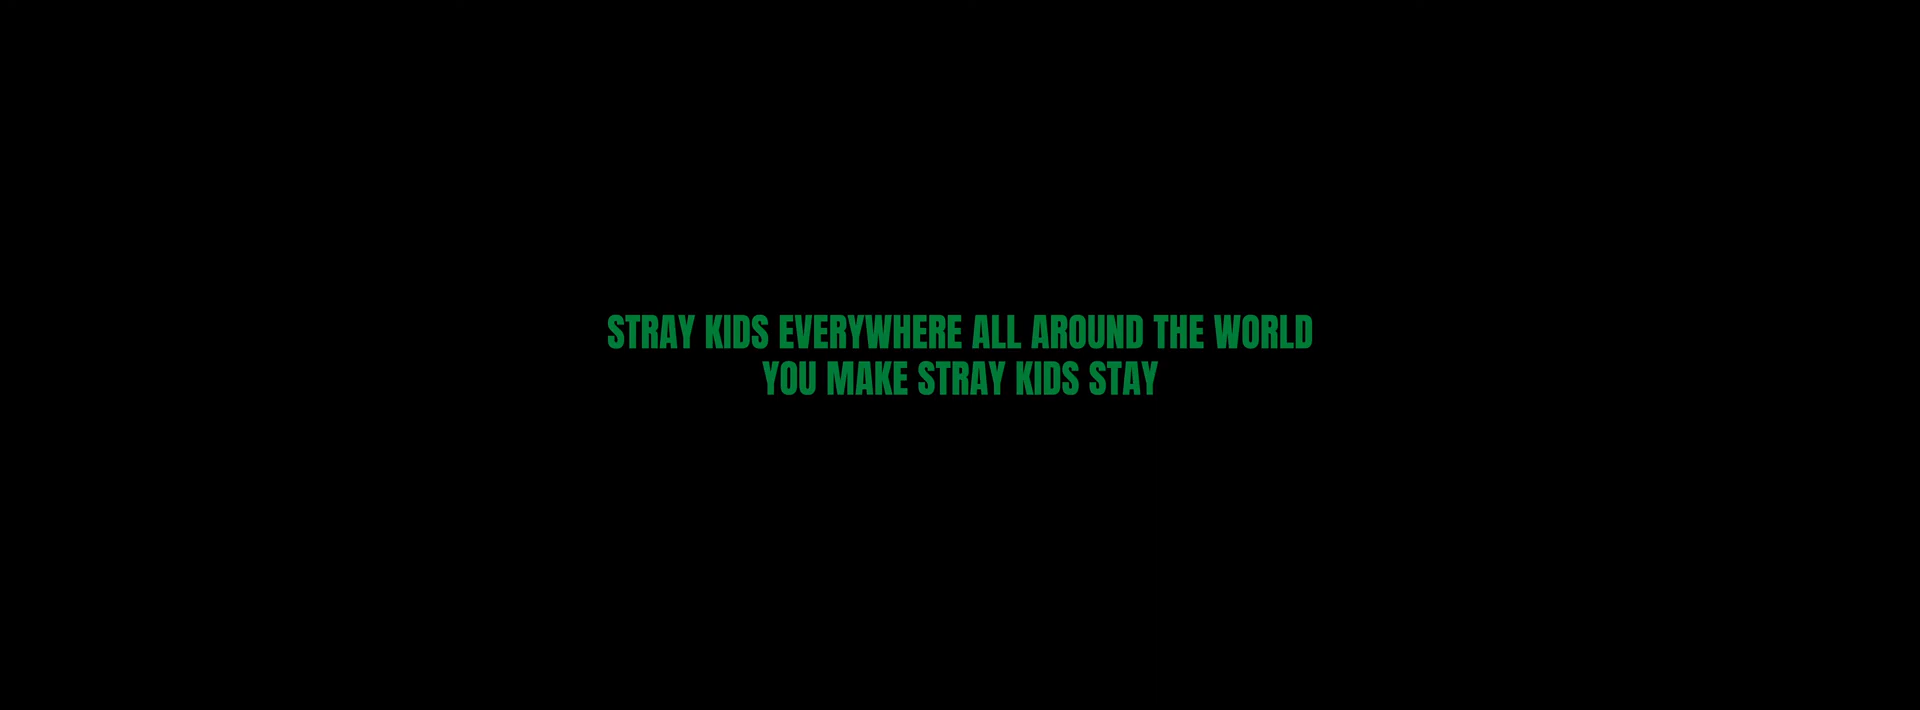 STRAY KIDS EVERYWHERE ALL AROUND THE WORLD
YOU MAKE STRAY KIDS STAY